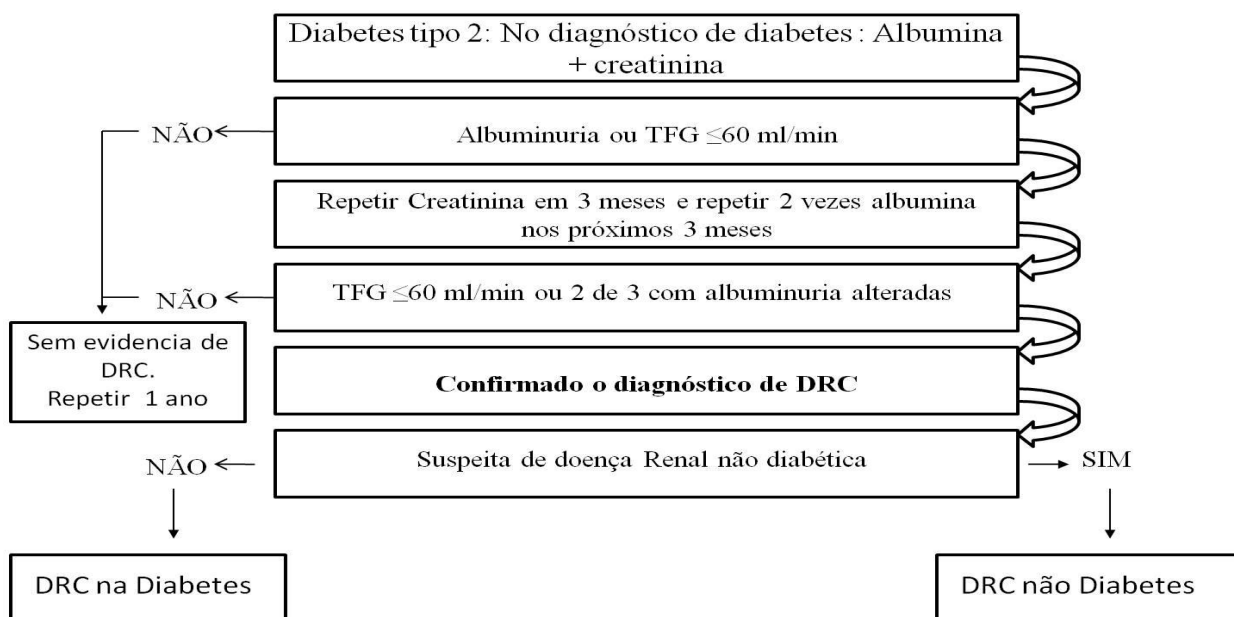 Diabetes tipo 2: No diagnóstico de diabetes : Albumina
+ creatinina
NÃO
Albuminuria ou TFG ≤60 ml/min
Repetir Creatinina em 3 meses e repetir 2 vezes albumina
nos próximos 3 meses
NÃO
TFG ≤60 ml/min ou 2 de 3 com albuminuria alteradas
Sem evidencia de
DRC.
Repetir 1 ano
Confirmado o diagnóstico de DRC
NÃO
Suspeita de doença Renal não diabética
SIM
DRC na Diabetes
DRC não Diabetes